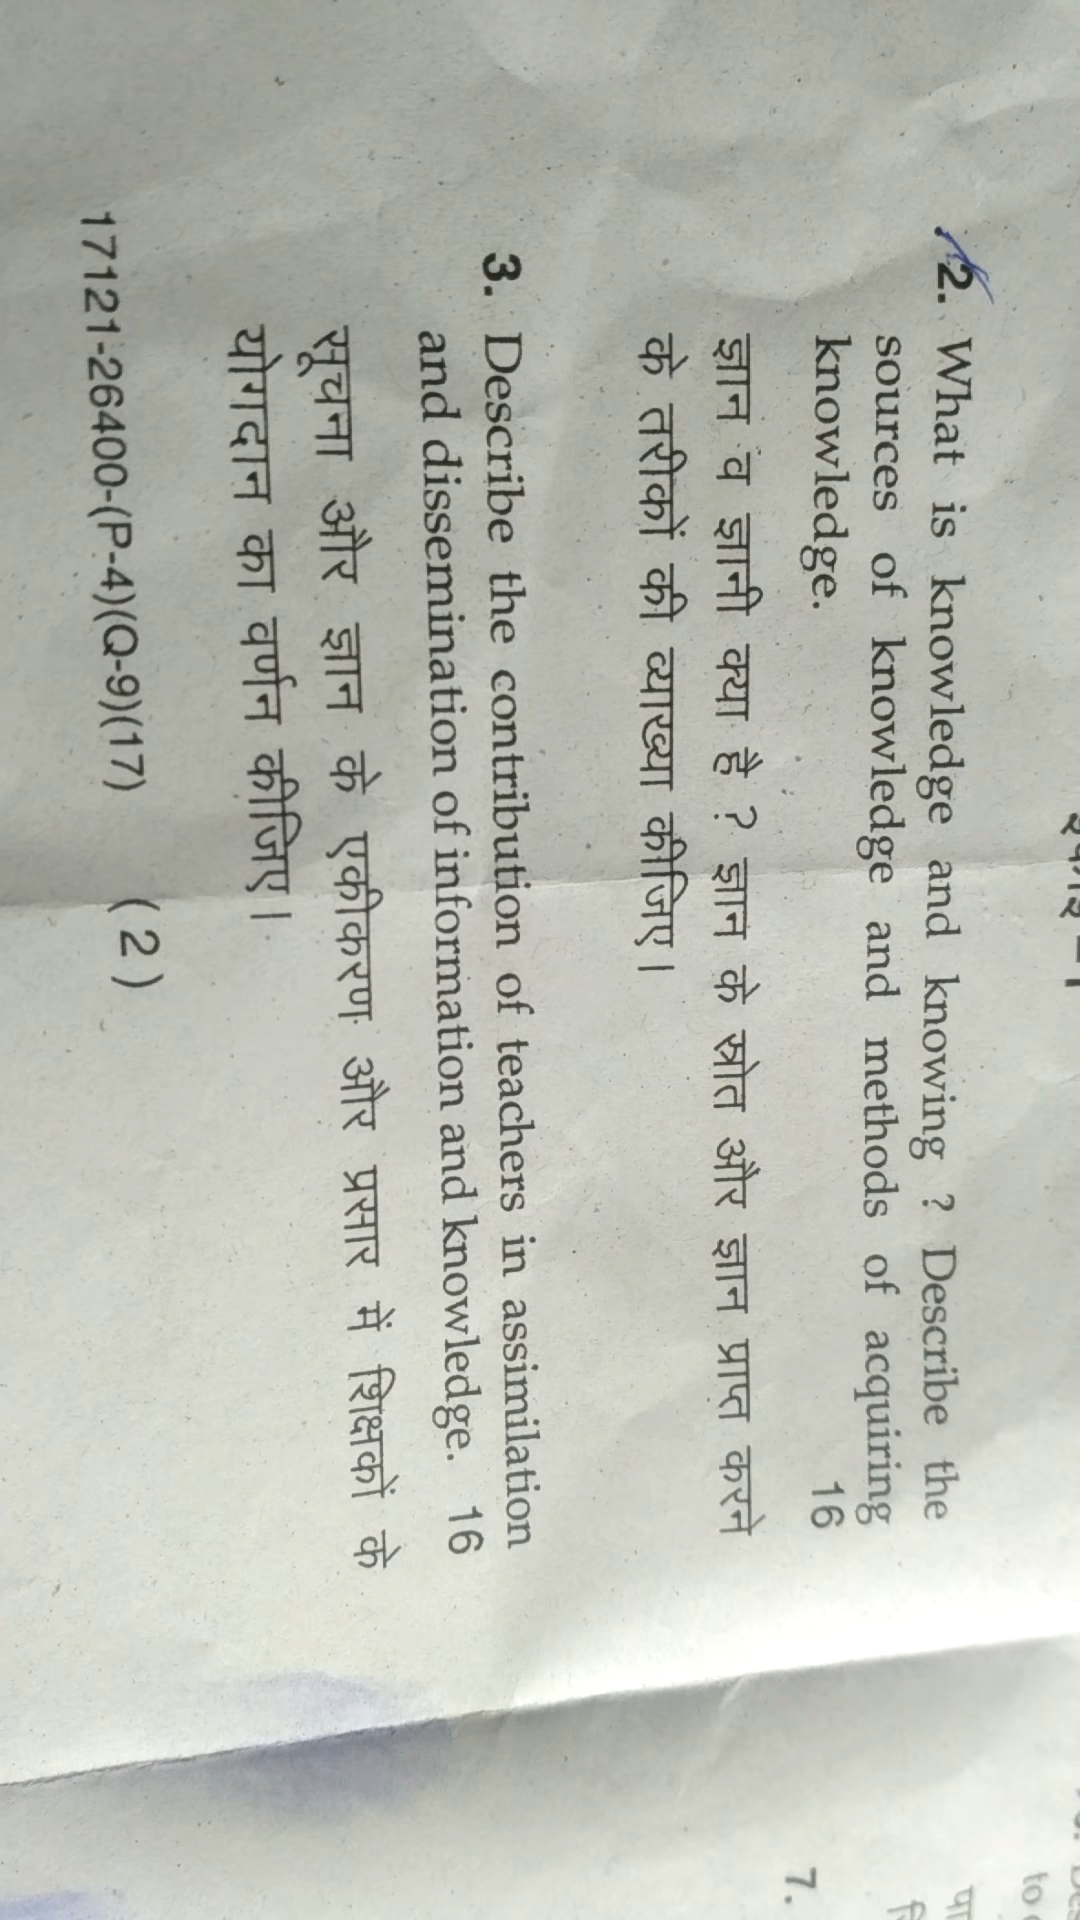 2. What is knowledge and knowing ? Describe the
sources of knowledge and methods of acquiring
knowledge. 16
ज्ञान व ज्ञानी क्या है ? ज्ञान के स्रोत और ज्ञान प्राप्त करने
के तरीकों की व्याख्या कीजिए।
3. Describe the contribution of teachers in assimilation
and dissemination of information and knowledge. 16
सूचना और ज्ञान के एकीकरण और प्रसार में शिक्षकों के
योगदान का वर्णन कीजिए।
17121-26400-(P-4)(Q-9)(17) (2)
to
7.